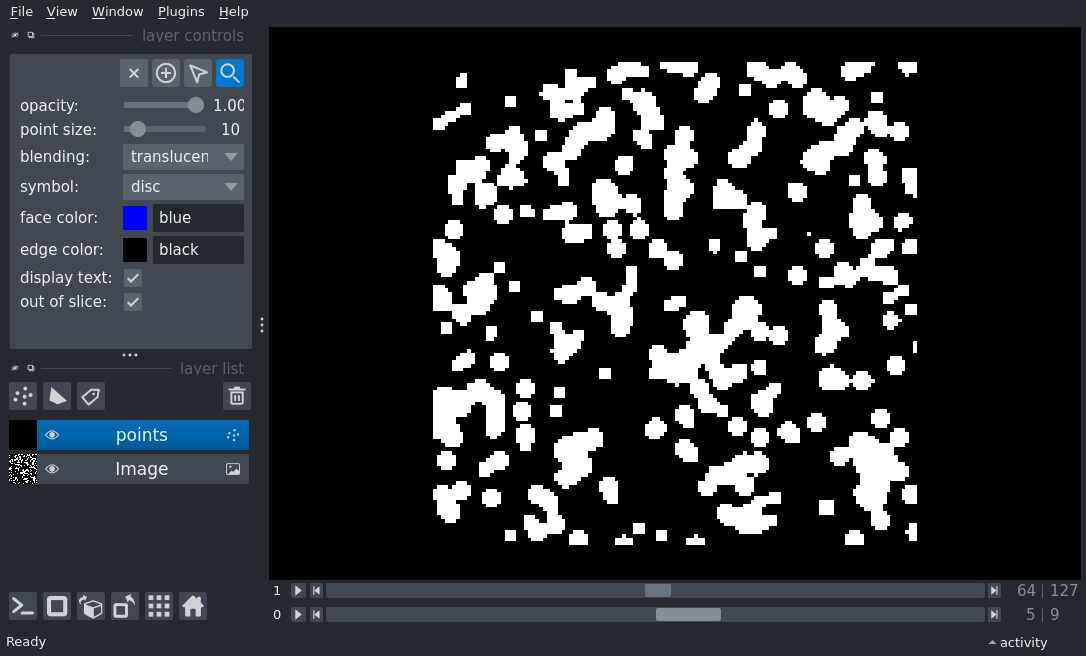 File View Window Plugins Help
layer controls
opacity: 1.00
point size: 10
blending: translucen
symbol: disc
face color: blue
edge color: black
display text:
out of slice:
layer list
points
Image
1 64 | 127
0 5 | 9
Ready activity